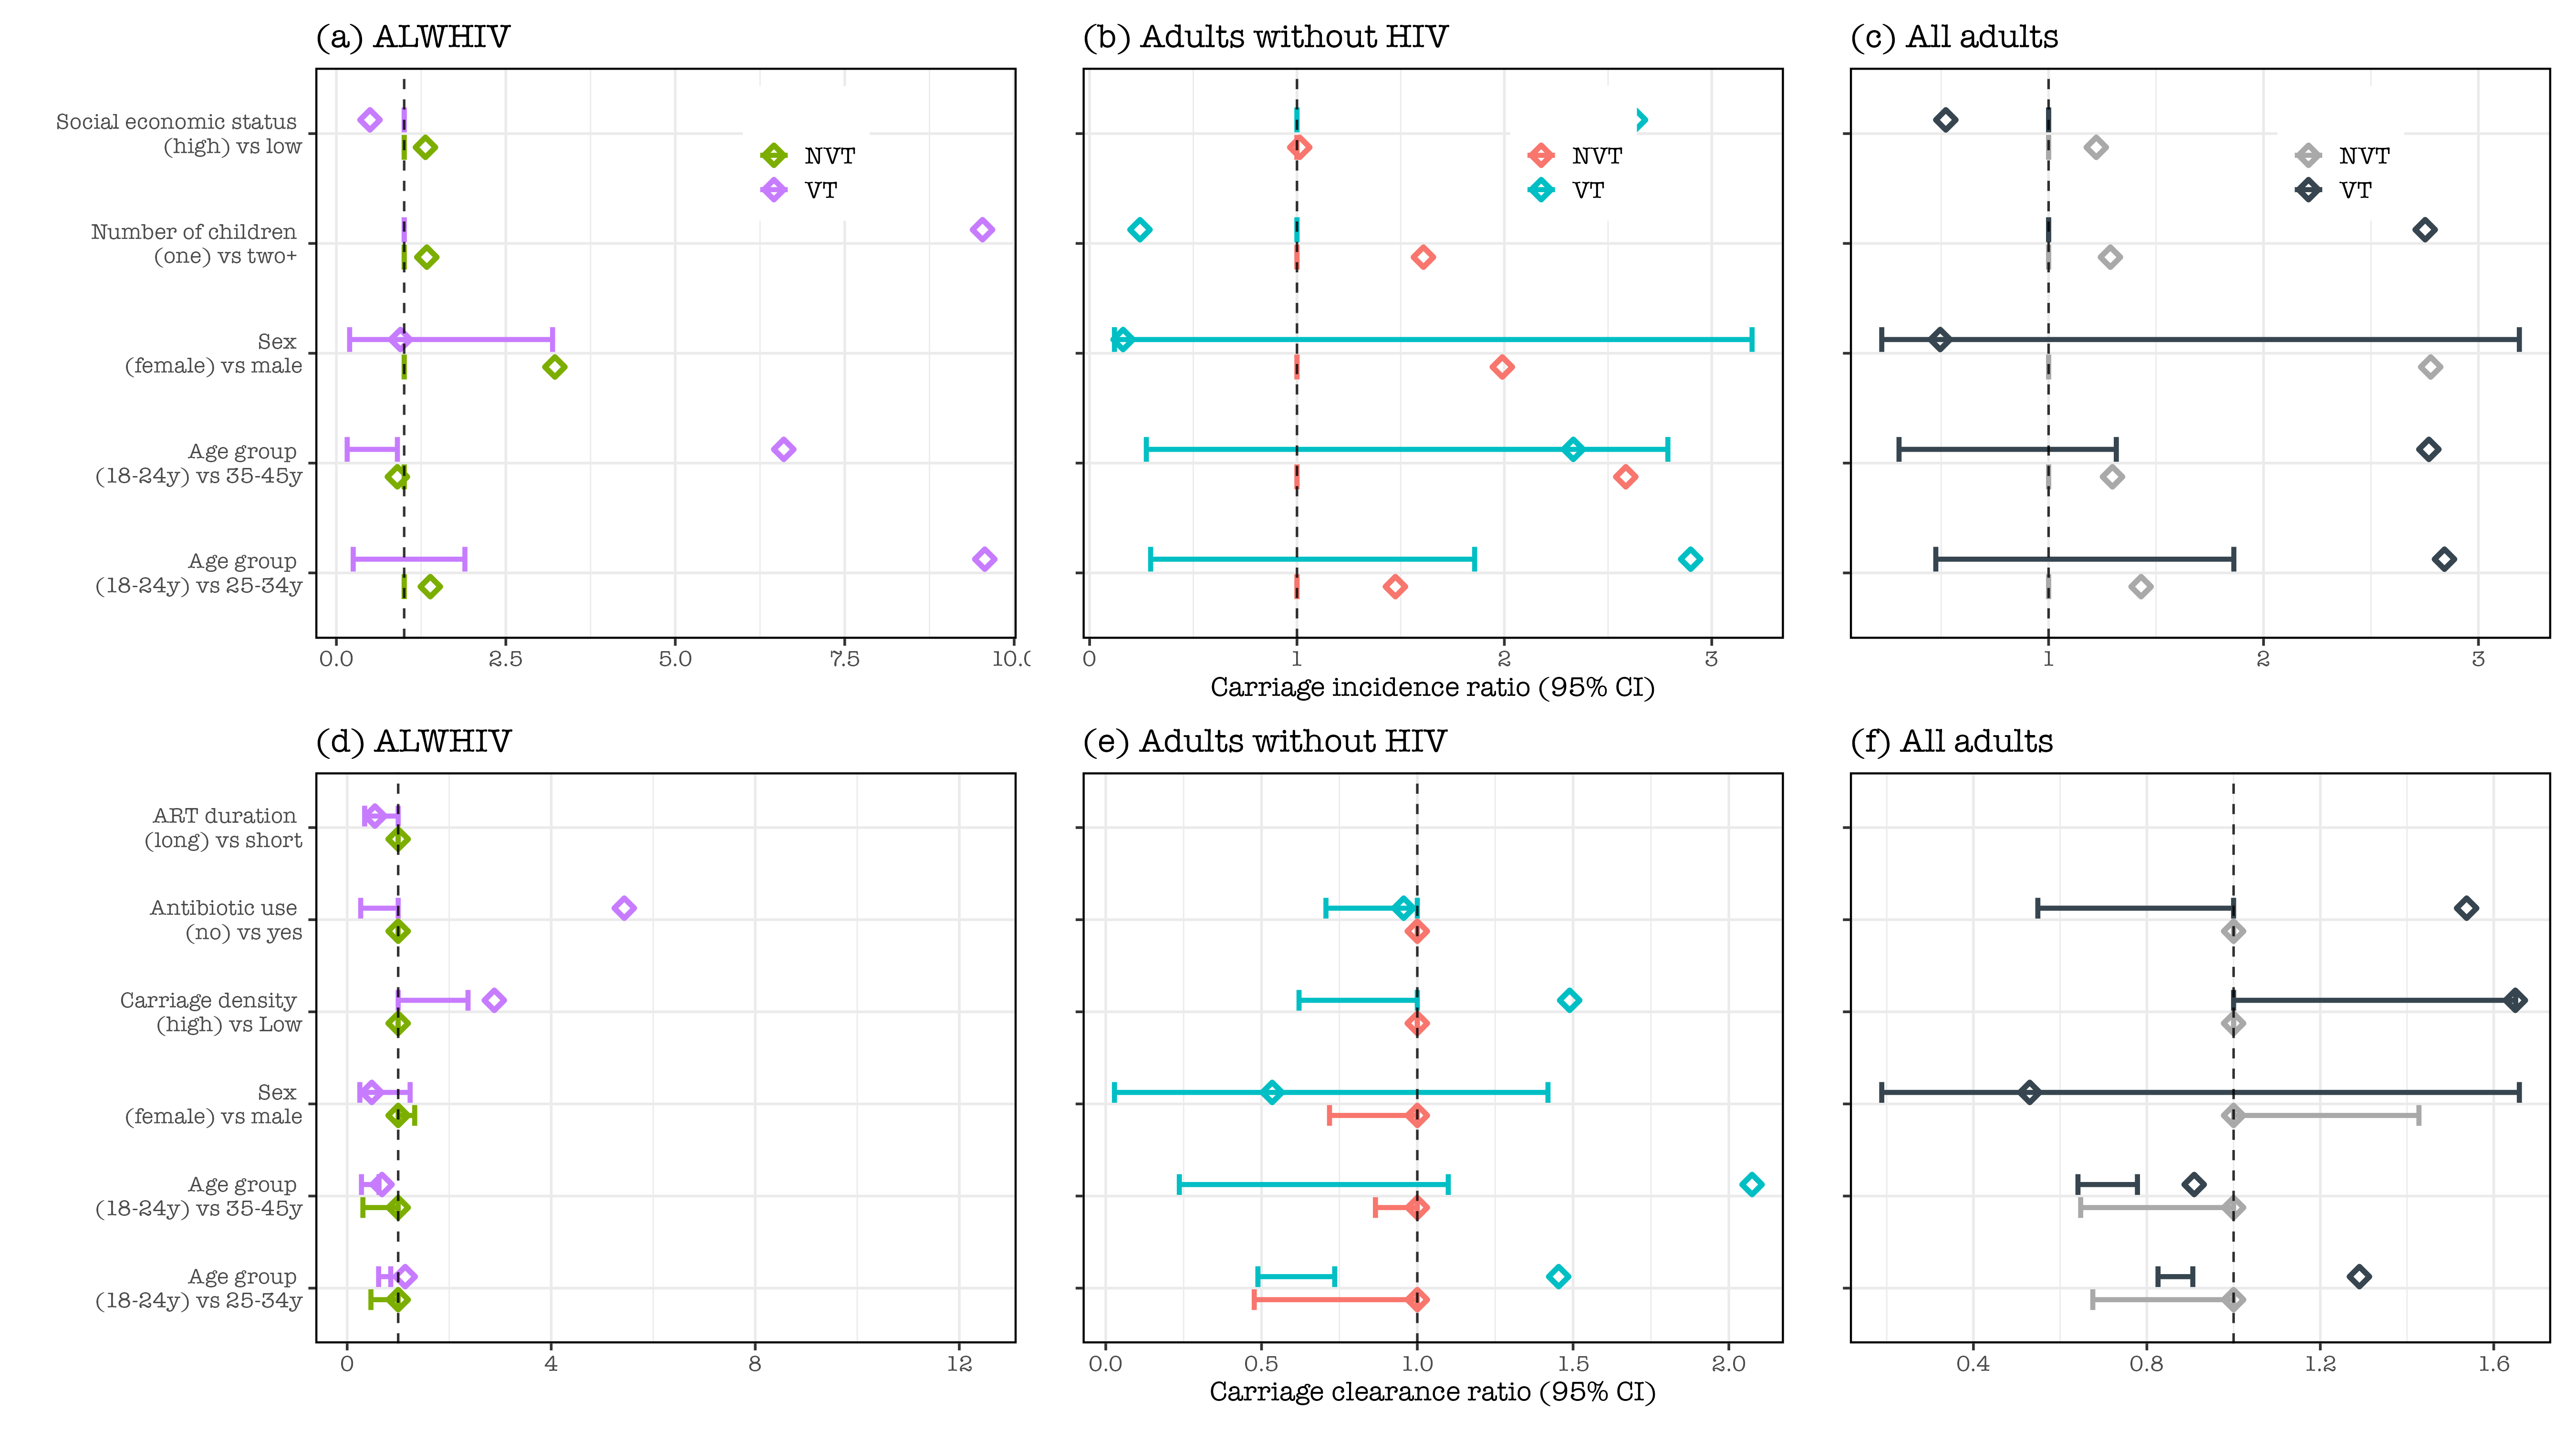 (a) ALWHIV
(b) Adults without HIV
(c) All adults
Social economic status
(high) vs low
Number of children
(one) vs two+
Sex
(female) vs male
Age group
(18-24y) vs 35-45y
Age group
(18-24y) vs 25-34y
NVT
VT
NVT
VT
NVT
VT
0.0 2.5 5.0 7.5 10.0
0 1 2 3
1 2 3
Carriage incidence ratio (95% CI)
(d) ALWHIV
(e) Adults without HIV
(f) All adults
ART duration
(long) vs short
Antibiotic use
(no) vs yes
Carriage density
(high) vs Low
Sex
(female) vs male
Age group
(18-24y) vs 35-45y
Age group
(18-24y) vs 25-34y
0 4 8 12
0.0 0.5 1.0 1.5 2.0
0.4 0.8 1.2 1.6
Carriage clearance ratio (95% CI)